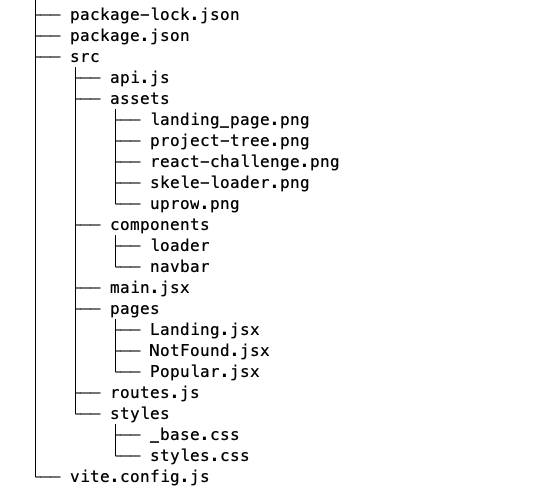 package-lock.json
package.json
src
api.js
assets
landing_page.png
project-tree.png
react-challenge.png
skele-loader.png
uprow.png
components
loader
navbar
main.jsx
pages
Landing.jsx
NotFound.jsx
Popular.jsx
routes.js
styles
_base.css
styles.css
vite.config.js